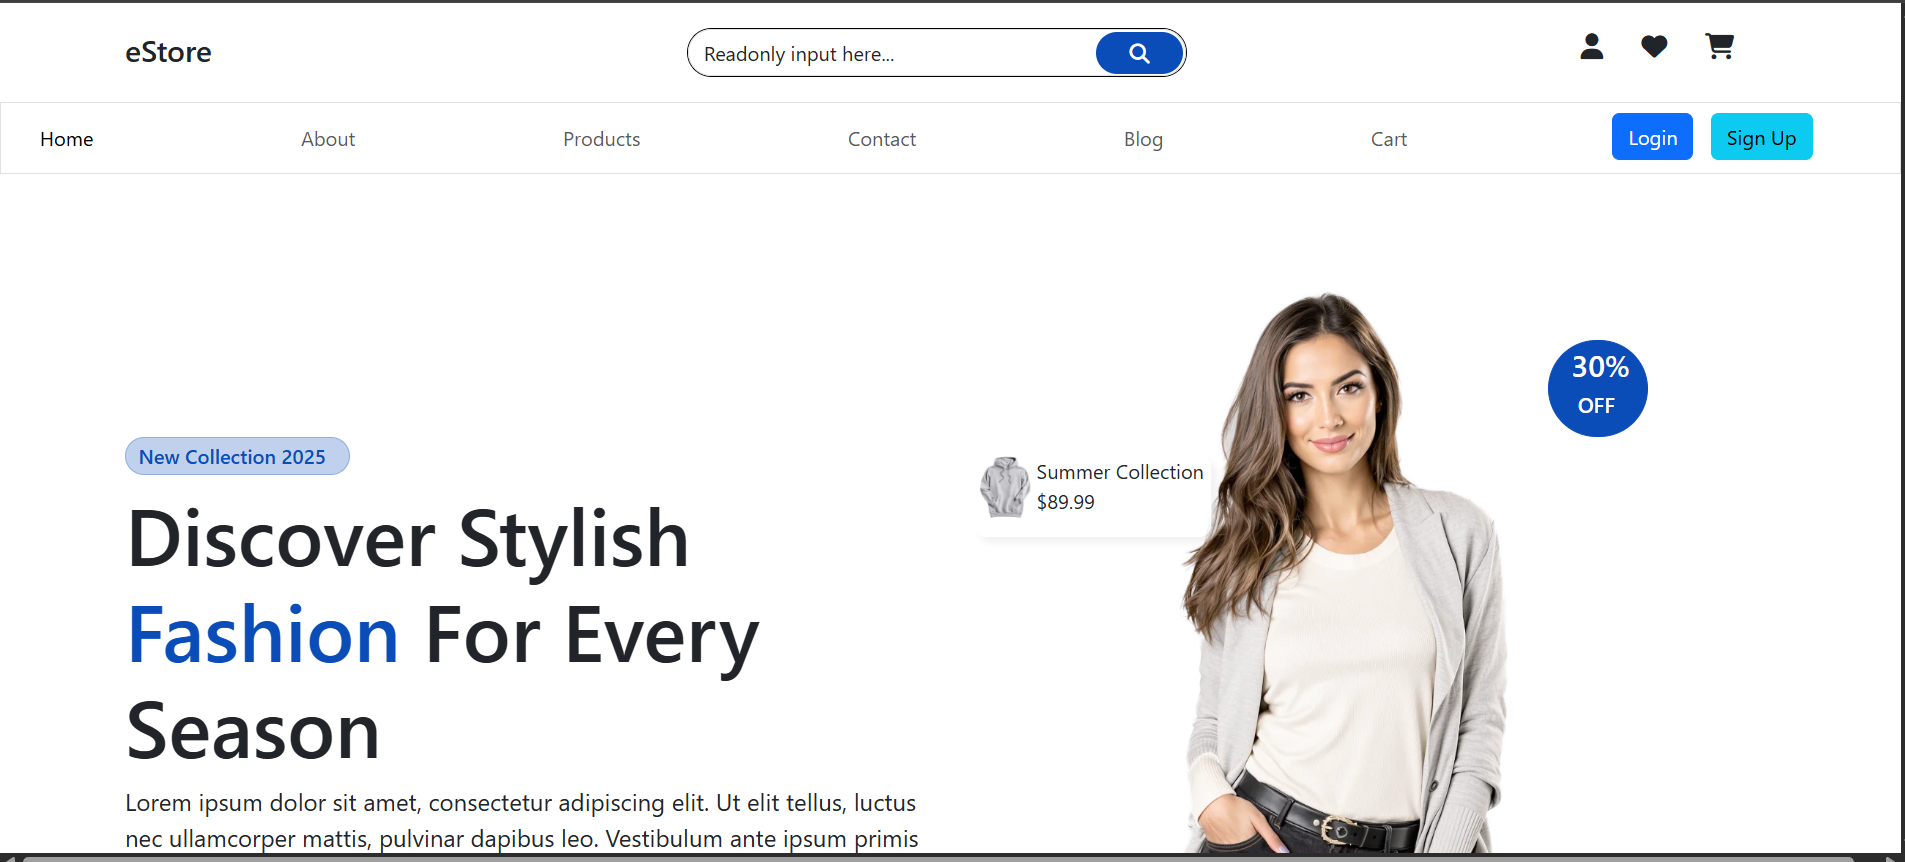 eStore
Readonly input here...
Home
About
Products
Contact
Blog
Cart
Login
Sign Up
New Collection 2025
Discover Stylish
Fashion For Every
Season
Lorem ipsum dolor sit amet, consectetur adipiscing elit. Ut elit tellus, luctus
nec ullamcorper mattis, pulvinar dapibus leo. Vestibulum ante ipsum primis
Summer Collection
$89.99
30%
OFF